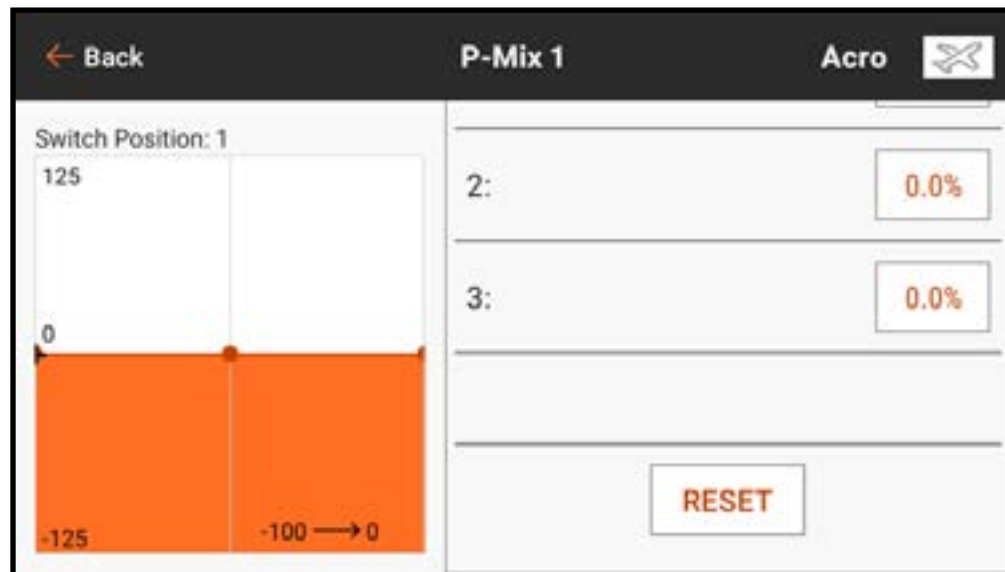 ← Back
P-Mix 1
Acro
Switch Position: 1
125
0
-125
-100 → 0
2:
0.0%
3:
0.0%
RESET